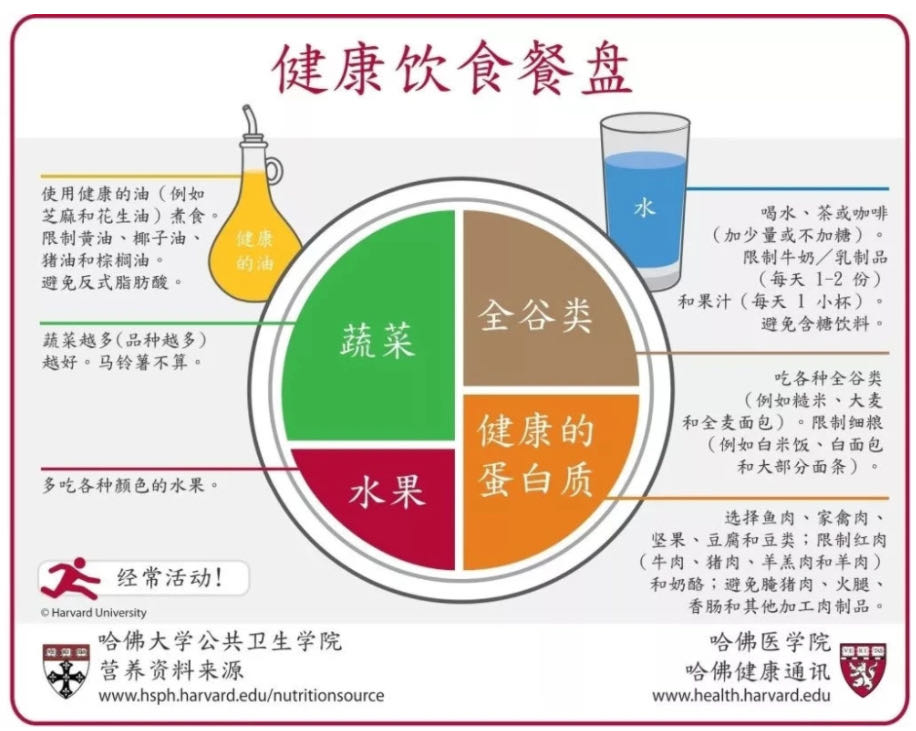 健康饮食餐盘
使用健康的油（例如
芝麻和花生油）煮食。
限制黄油、椰子油、
猪油和棕榈油。
避免反式脂肪酸。
健康
的油
蔬菜越多(品种越多)
越好。马铃薯不算。
多吃各种颜色的水果。
蔬菜
水果
全谷类
健康的
蛋白质
水
喝水、茶或咖啡
(加少量或不加糖）。
限制牛奶／乳制品
（每天 1-2 份）
和果汁（每天 1 小杯）。
避免含糖饮料。
吃各种全谷类
（例如糙米、大麦
和全麦面包）。限制细粮
（例如白米饭、白面包
和大部分面条）。
选择鱼肉、家禽肉、
坚果、豆腐和豆类；限制红肉
（牛肉、猪肉、羊羔肉和羊肉）
和奶酪；避免腌猪肉、火腿、
香肠和其他加工肉制品。
经常活动！
© Harvard University
哈佛大学公共卫生学院
营养资料来源
www.hsph.harvard.edu/nutritionsource
哈佛医学院
哈佛健康通讯
www.health.harvard.edu